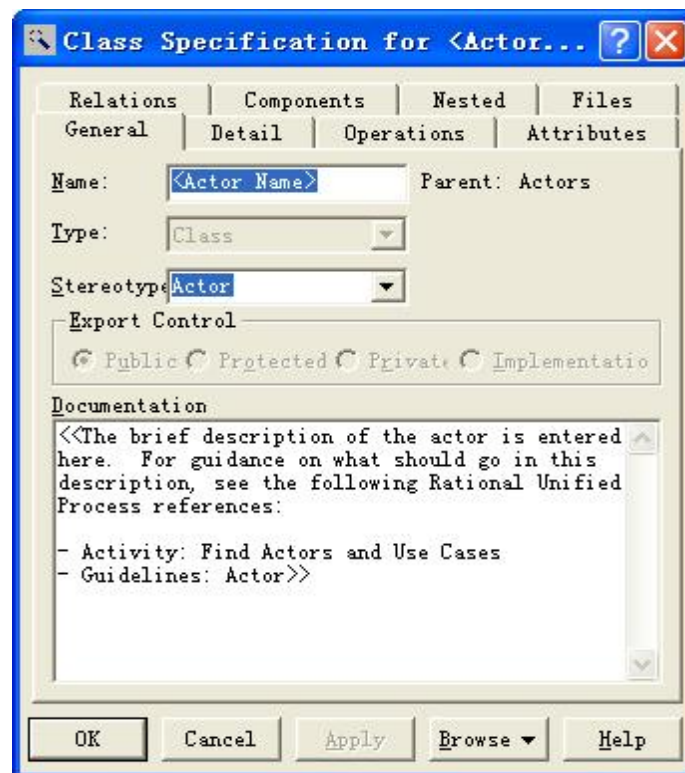 Class Specification for <Actor...
Relations Components Nested Files
General Detail Operations Attributes
Name: <Actor Name> Parent: Actors
Type: Class
Stereotype Actor
Export Control
Public Protected Private Implementatio
Documentation
<<The brief description of the actor is entered
here. For guidance on what should go in this
description, see the following Rational Unified
Process references:
- Activity: Find Actors and Use Cases
- Guidelines: Actor>>
OK Cancel Apply Browse Help